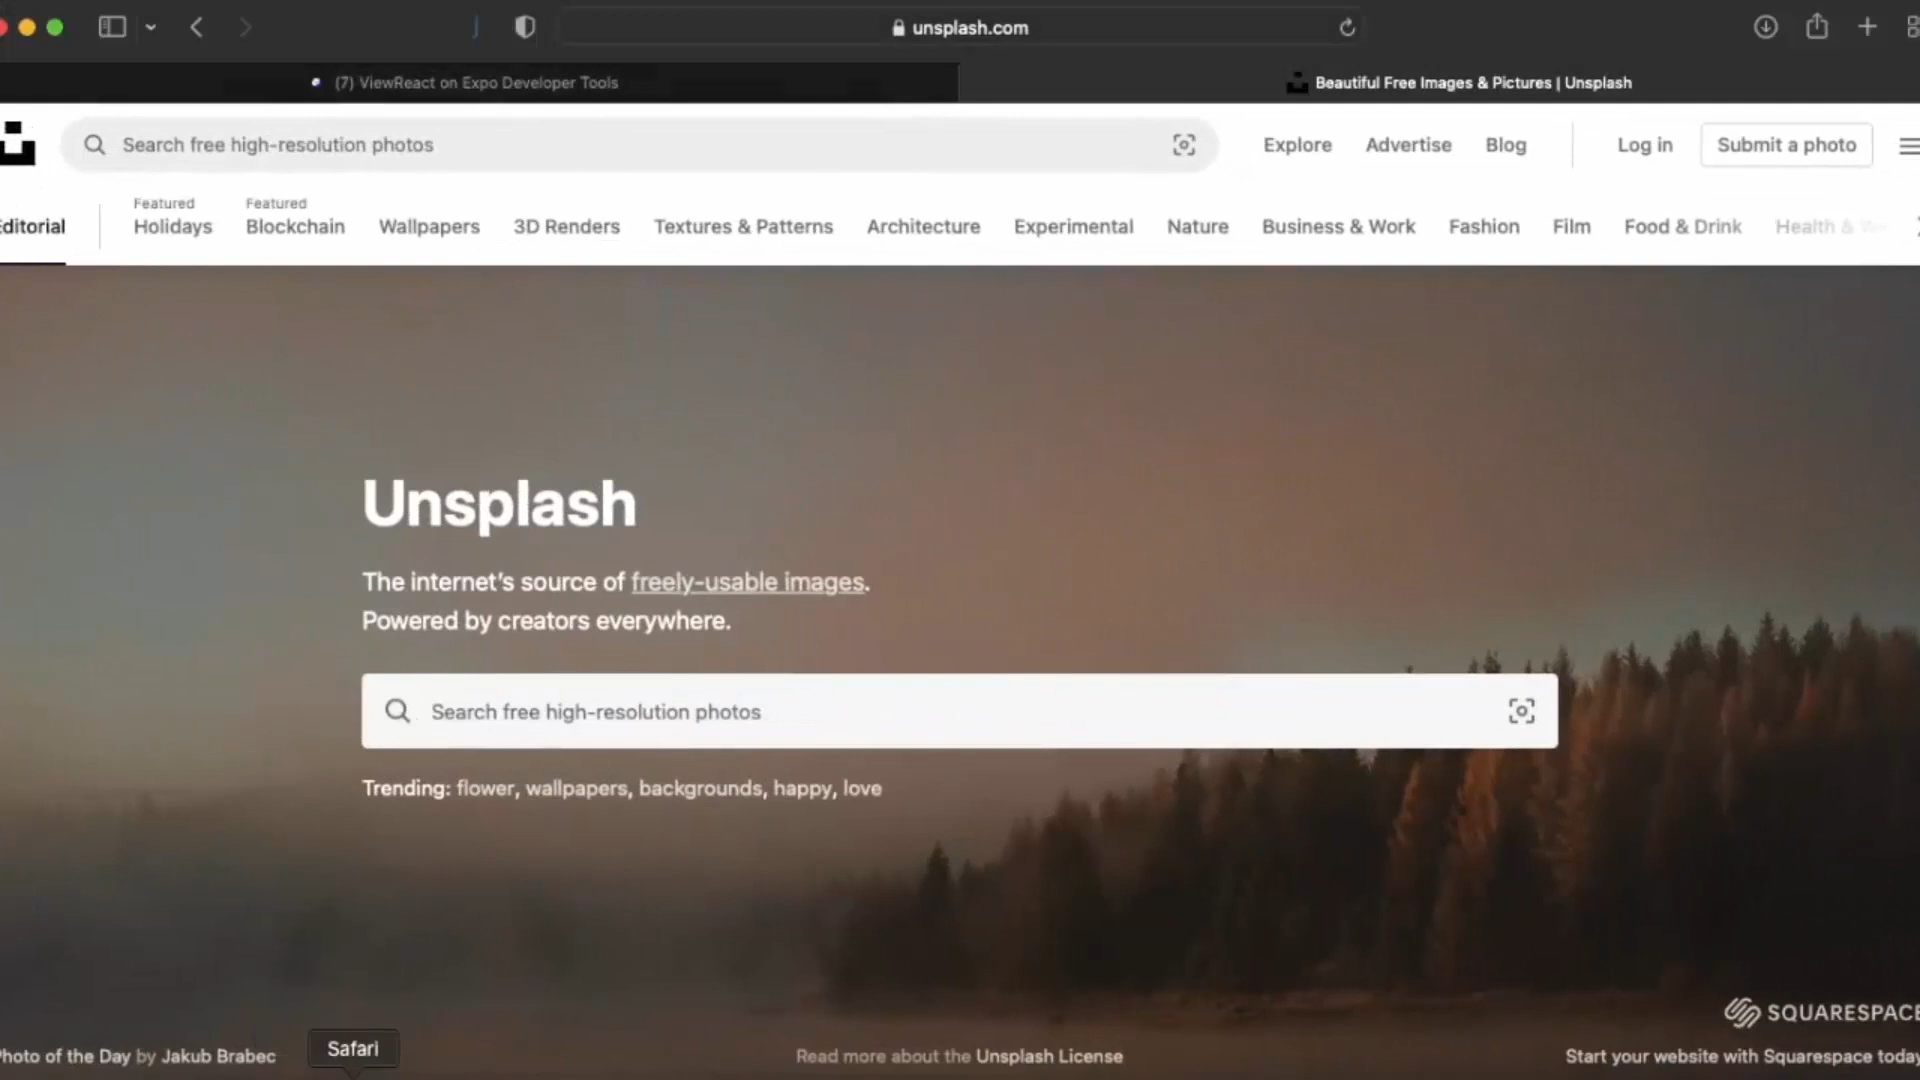 unsplash.com
(7) ViewReact on Expo Developer Tools
Beautiful Free Images & Pictures | Unsplash
Search free high-resolution photos
Explore
Advertise
Blog
Log in
Submit a photo
Editorial
Featured
Holidays
Featured
Blockchain
Wallpapers
3D Renders
Textures & Patterns
Architecture
Experimental
Nature
Business & Work
Fashion
Film
Food & Drink
Health &
Unsplash
The internet's source of freely-usable images.
Powered by creators everywhere.
Search free high-resolution photos
Trending: flower, wallpapers, backgrounds, happy, love
SQUARESPACE
Photo of the Day by Jakub Brabec
Safari
Read more about the Unsplash License
Start your website with Squarespace today